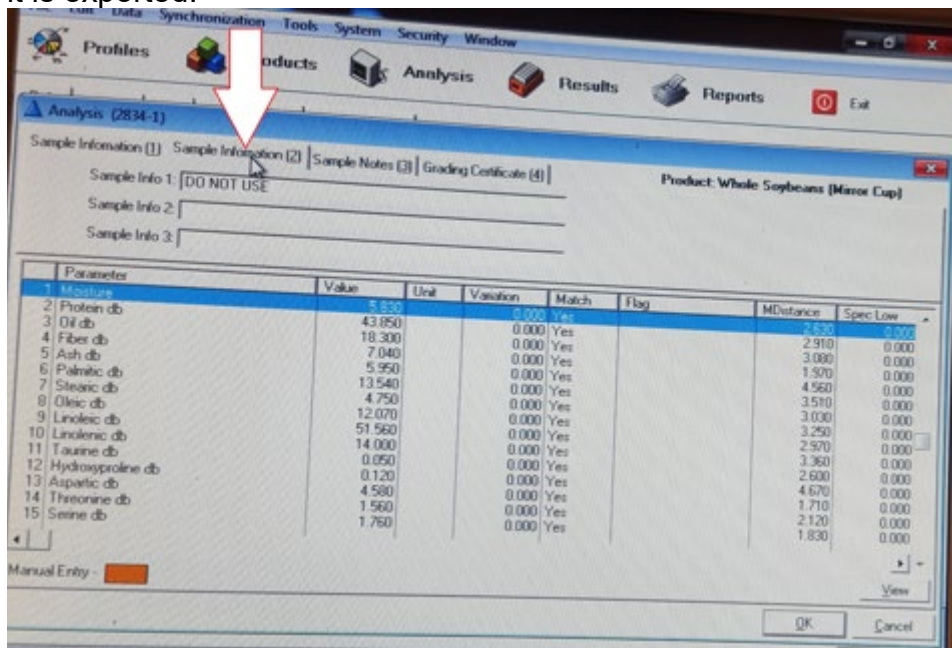 it is exported.
Edit Data Synchronization Tools System Security Window
Profiles Products Analysis Results Reports Exit
Analysis (2834-1)
Sample Infomation (1) Sample Infomation (2) Sample Notes (3) Grading Certificate (4)
Product: Whole Soybeans (Mirror Cup)
Sample Info 1: DO NOT USE
Sample Info 2:
Sample Info 3:
Parameter Value Unit Variation Match Flag MDistance Spec Low
1 Moisture 5.830 0.000 Yes 2.630 0.000
2 Protein db 43.850 0.000 Yes 2.910 0.000
3 Oil db 18.300 0.000 Yes 3.080 0.000
4 Fiber db 7.040 0.000 Yes 1.970 0.000
5 Ash db 5.950 0.000 Yes 4.560 0.000
6 Palmitic db 13.540 0.000 Yes 3.510 0.000
7 Stearic db 4.750 0.000 Yes 3.030 0.000
8 Oleic db 12.070 0.000 Yes 3.250 0.000
9 Linoleic db 51.560 0.000 Yes 2.970 0.000
10 Linolenic db 14.000 0.000 Yes 3.360 0.000
11 Taurine db 0.050 0.000 Yes 2.600 0.000
12 Hydroxyproline db 0.120 0.000 Yes 4.670 0.000
13 Aspartic db 4.580 0.000 Yes 1.710 0.000
14 Threonine db 1.560 0.000 Yes 2.120 0.000
15 Serine db 1.760 0.000 Yes 1.830 0.000
Manual Entry -
View
OK Cancel